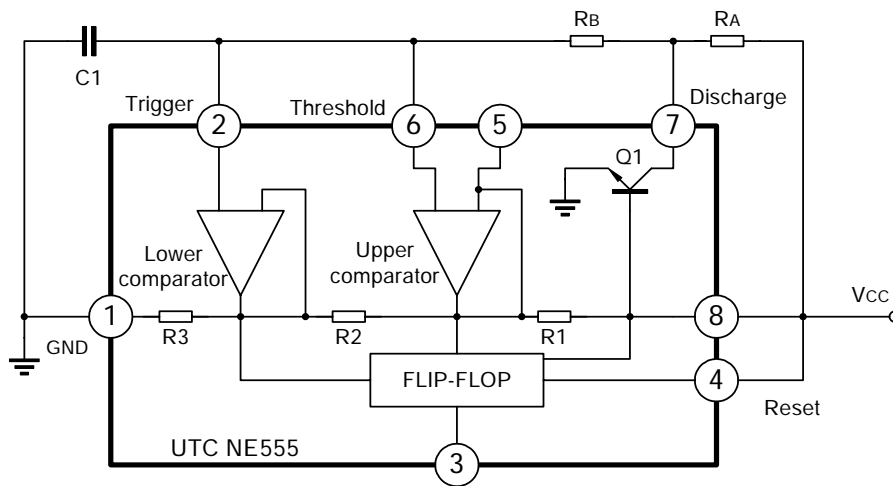 RB
RA
C1
Trigger
Threshold
Discharge
2
6
5
7
Q1
Lower
comparator
Upper
comparator
1
R3
R2
R1
8
VCC
GND
FLIP-FLOP
4
Reset
UTC NE555
3